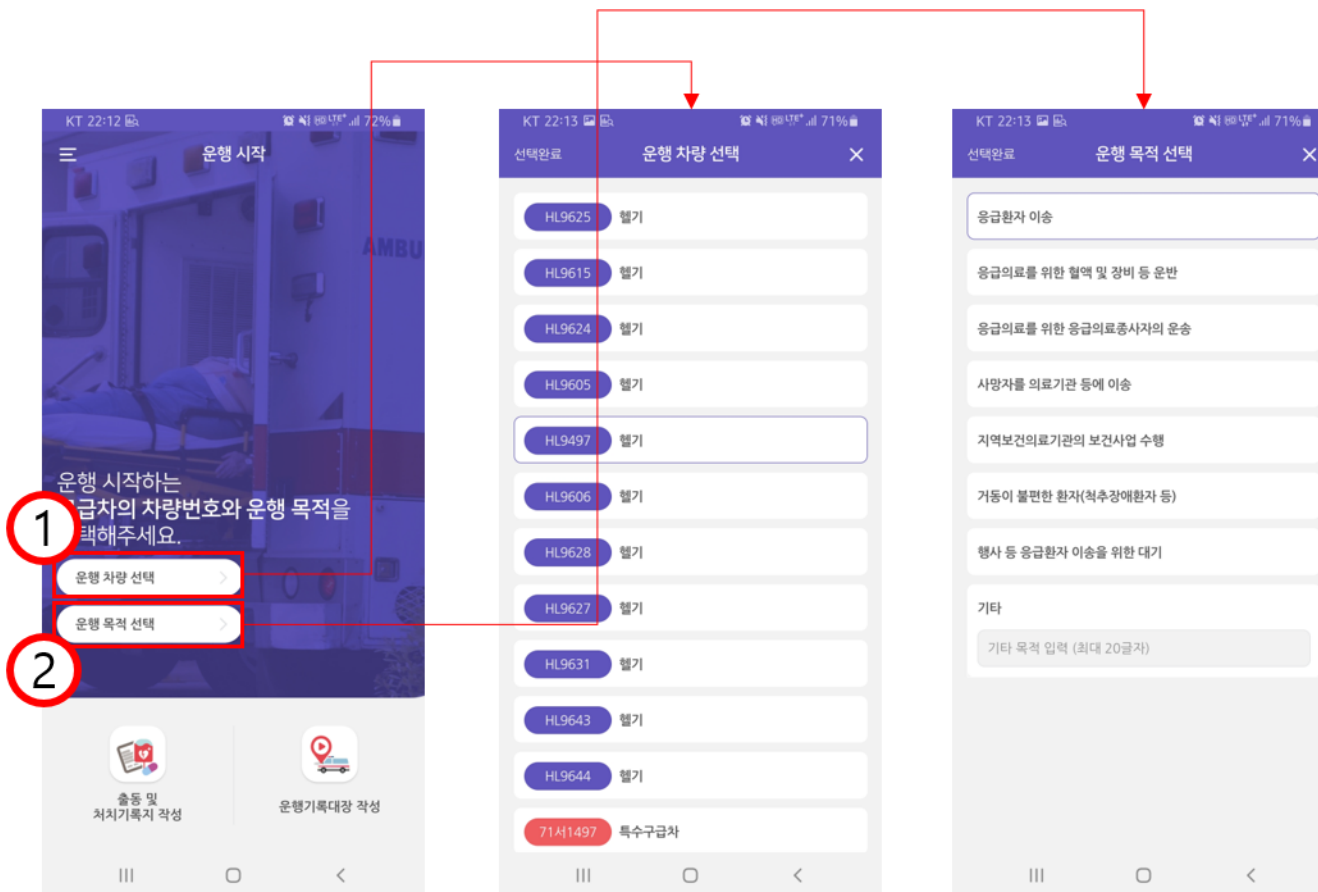 KT 22:12
72%
운행 시작
AMBU
운행 시작하는
급차의 차량번호와 운행 목적을
택해주세요.
1
운행 차량 선택
운행 목적 선택
2
출동 및
처치기록지 작성
운행기록대장 작성
KT 22:13
71%
선택완료
운행 차량 선택
HL9625 헬기
HL9615 헬기
HL9624 헬기
HL9605 헬기
HL9497 헬기
HL9606 헬기
HL9628 헬기
HL9627 헬기
HL9631 헬기
HL9643 헬기
HL9644 헬기
71서1497 특수구급차
KT 22:13
71%
선택완료
운행 목적 선택
응급환자 이송
응급의료를 위한 혈액 및 장비 등 운반
응급의료를 위한 응급의료종사자의 운송
사망자를 의료기관 등에 이송
지역보건의료기관의 보건사업 수행
거동이 불편한 환자(척추장애환자 등)
행사 등 응급환자 이송을 위한 대기
기타
기타 목적 입력 (최대 20글자)